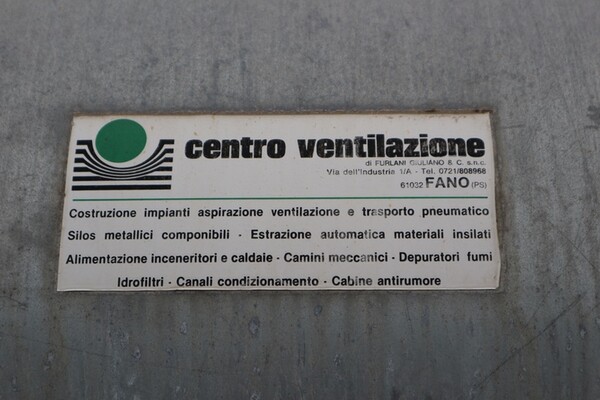 centro ventilazione
di FURLANI GIULIANO & C. s.n.c.
Via dell'Industria 1/A - Tel. 0721/808968
61032 FANO (PS)
Costruzione impianti aspirazione ventilazione e trasporto pneumatico
Silos metallici componibili - Estrazione automatica materiali insilati
Alimentazione inceneritori e caldaie - Camini meccanici - Depuratori fumi
Idrofiltri - Canali condizionamento - Cabine antirumore